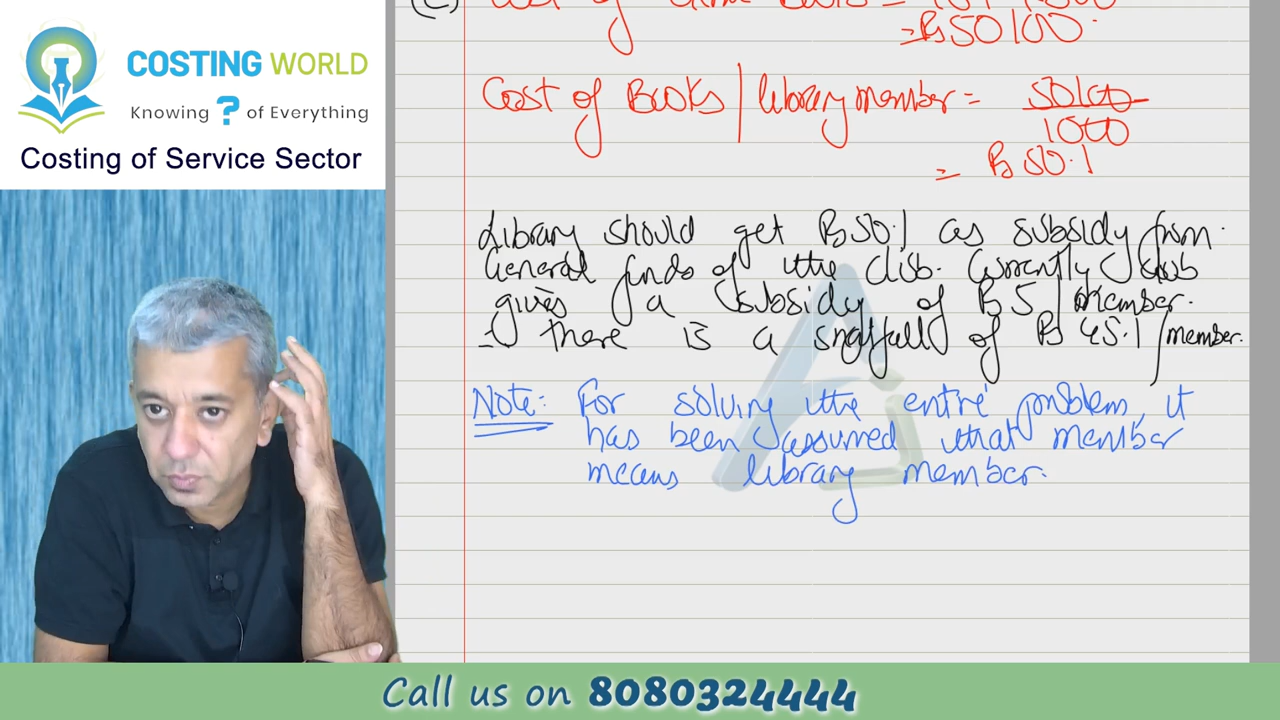 COSTING WORLD
Knowing ? of Everything
Costing of Service Sector
= Rs 50100.
Cost of Books / library member = 50100
1000
= Rs 50.1
Library should get Rs 50.1 as subsidy from
General funds of the club. Currently club
gives a subsidy of Rs 5 / member.
∴ there is a shortfall of Rs 45.1 / member.
Note: For solving the entire problem, it
has been assumed that member
means library member.
Call us on 8080324444